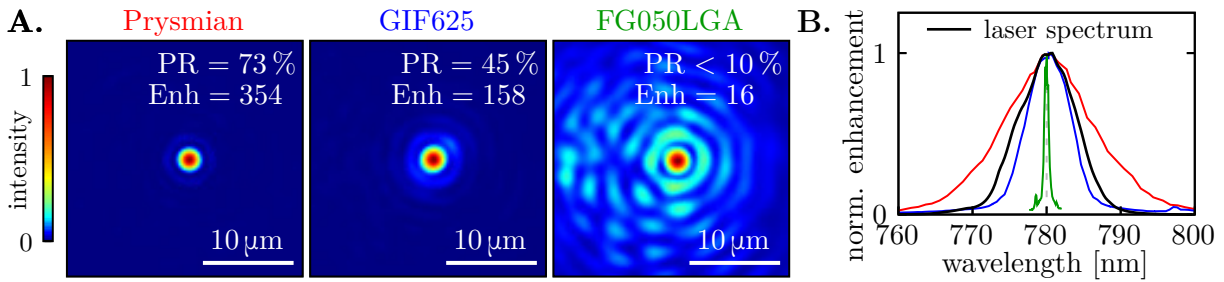 A.
Prysmian
GIF625
FG050LGA
PR = 73 %
Enh = 354
PR = 45 %
Enh = 158
PR < 10 %
Enh = 16
1
intensity
0
10 µm
10 µm
10 µm
B.
laser spectrum
norm. enhancement
1
0
760
770
780
790
800
wavelength [nm]